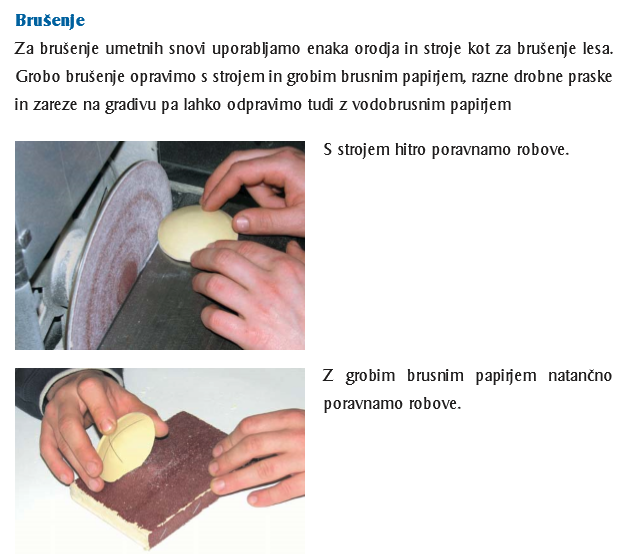 Brušenje
Za brušenje umetnih snovi uporabljamo enaka orodja in stroje kot za brušenje lesa.
Grobo brušenje opravimo s strojem in grobim brusnim papirjem, razne drobne praske
in zareze na gradivu pa lahko odpravimo tudi z vodobrusnim papirjem
S strojem hitro poravnamo robove.
Z grobim brusnim papirjem natančno
poravnamo robove.